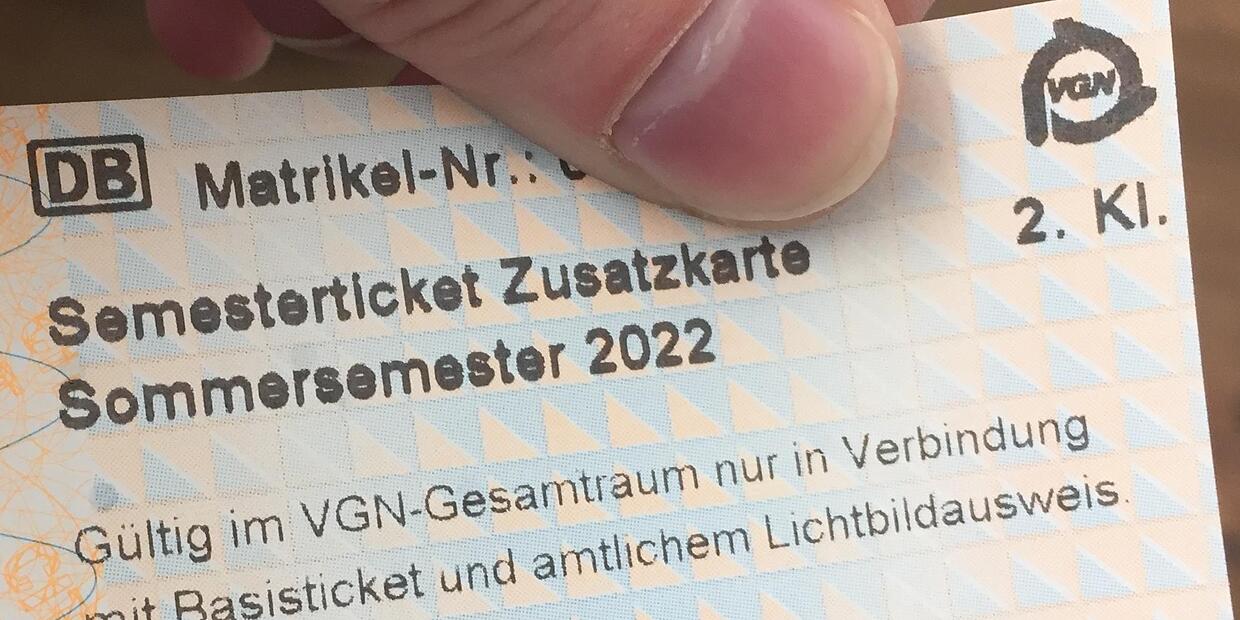 DB Matrikel-Nr.:
VGN
2. Kl.
Semesterticket Zusatzkarte
Sommersemester 2022
Gültig im VGN-Gesamtraum nur in Verbindung
mit Basisticket und amtlichem Lichtbildausweis.